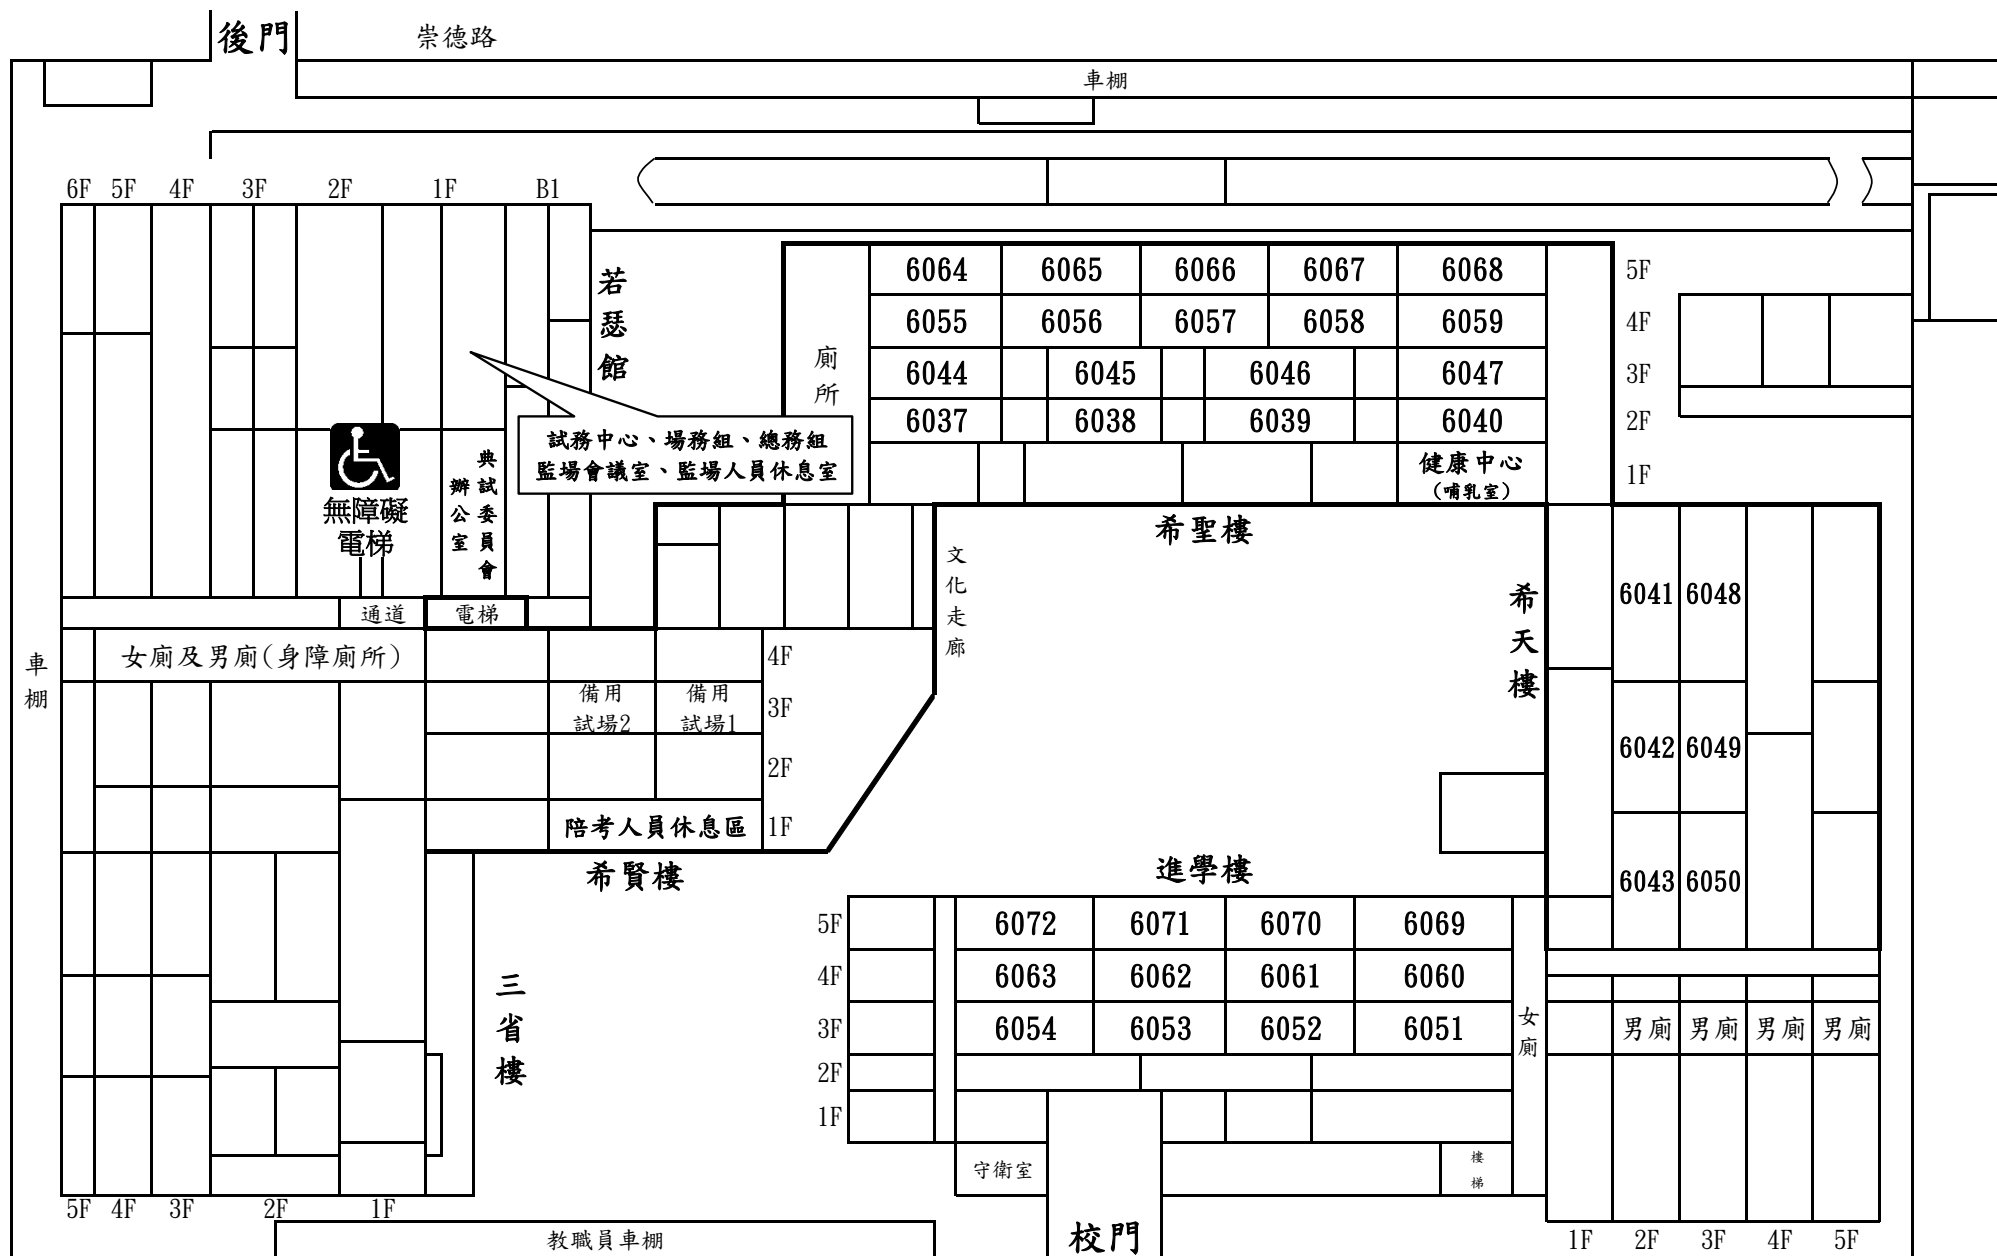 後門
崇德路
車棚
6F 5F 4F 3F 2F 1F B1
若瑟館
廁所
6064 6065 6066 6067 6068 5F
6055 6056 6057 6058 6059 4F
6044 6045 6046 6047 3F
6037 6038 6039 6040 2F
健康中心
(哺乳室)
1F
試務中心、場務組、總務組
監場會議室、監場人員休息室
無障礙
電梯
典試委員會
辦公室
通道 電梯
希聖樓
文化走廊
希天樓
6041 6048
6042 6049
6043 6050
車棚
女廁及男廁(身障廁所)
4F
備用
試場2
備用
試場1
3F
2F
陪考人員休息區 1F
希賢樓
進學樓
5F 6072 6071 6070 6069
4F 6063 6062 6061 6060
3F 6054 6053 6052 6051
2F
1F
女廁
男廁 男廁 男廁 男廁
三省樓
守衛室
樓梯
5F 4F 3F 2F 1F
教職員車棚
校門
1F 2F 3F 4F 5F